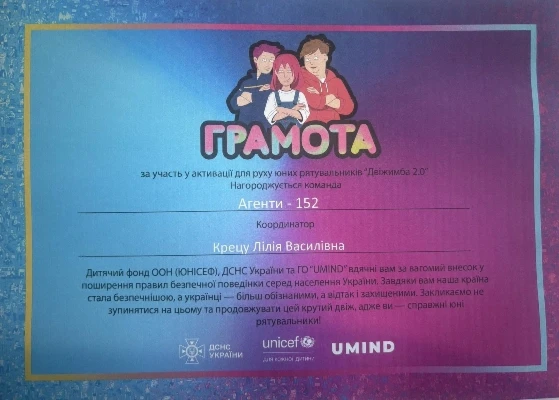 ГРАМОТА
за участь у активації для руху юних рятувальників "Двіжимба 2.0"
Нагороджується команда
Агенти - 152
Координатор
Крецу Лілія Василівна
Дитячий фонд ООН (ЮНІСЕФ), ДСНС України та ГО "UMIND" вдячні вам за вагомий внесок у
поширення правил безпечної поведінки серед населення України. Завдяки вам наша країна
стала безпечнішою, а українці — більш обізнаними, а відтак і захищеними. Закликаємо не
зупинятися на цьому та продовжувати цей крутий двіж, адже ви — справжні юні
рятувальники!
ДСНС
УКРАЇНИ
unicef
для кожної дитини
UMIND